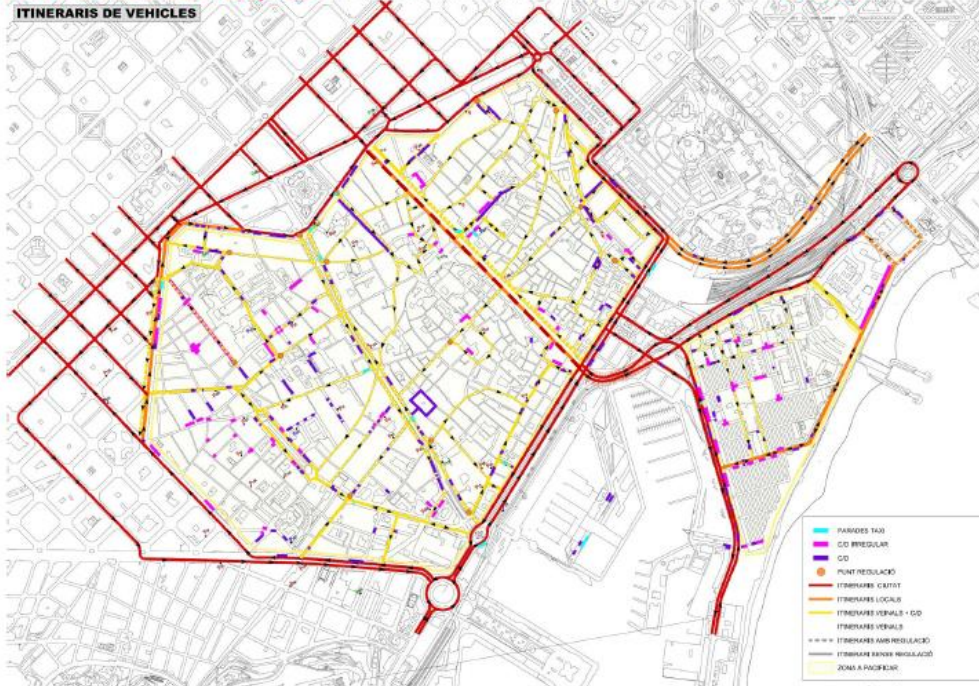 ITINERARIS DE VEHICLES
PARADES TAXI
C/D IRREGULAR
C/D
PUNT REGULACIÓ
ITINERARIS CIUTAT
ITINERARIS LOCALS
ITINERARIS VEINALS + C/D
ITINERARIS VEINALS
ITINERARIS AMB REGULACIÓ
ITINERARI SENSE REGULACIÓ
ZONA A PACIFICAR